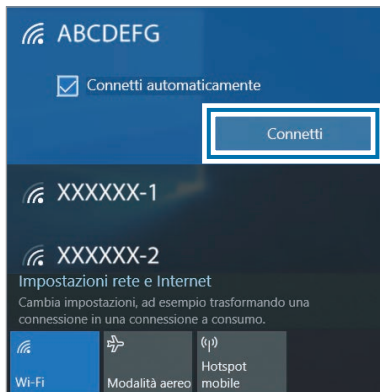 ABCDEFG
Connetti automaticamente
Connetti
XXXXXX-1
XXXXXX-2
Impostazioni rete e Internet
Cambia impostazioni, ad esempio trasformando una
connessione in una connessione a consumo.
Wi-Fi
Modalità aereo
Hotspot
mobile